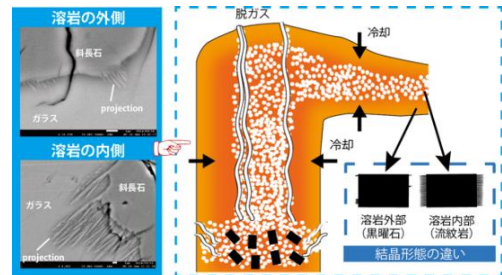 溶岩の外側
斜長石
ガラス
projection
溶岩の内側
ガラス
斜長石
projection
脱ガス
冷却
冷却
溶岩外部
(黒曜石)
溶岩内部
(流紋岩)
結晶形態の違い